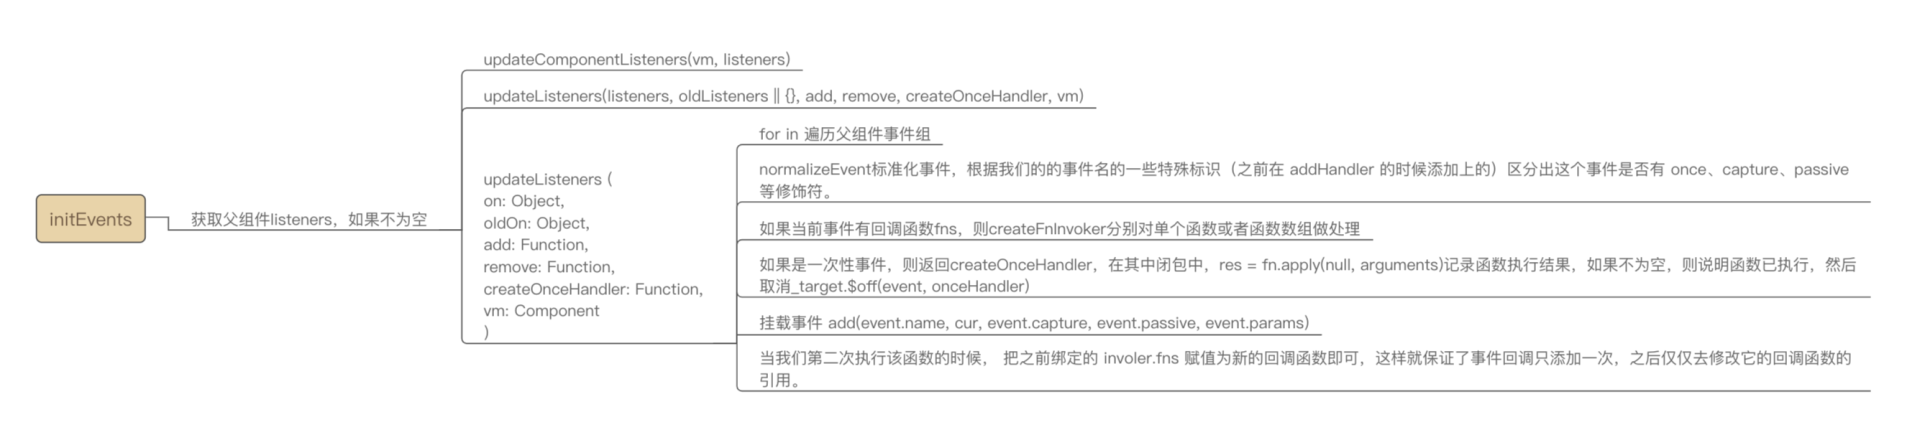 initEvents
获取父组件listeners，如果不为空
updateComponentListeners(vm, listeners)
updateListeners(listeners, oldListeners || {}, add, remove, createOnceHandler, vm)
updateListeners (
on: Object,
oldOn: Object,
add: Function,
remove: Function,
createOnceHandler: Function,
vm: Component
)
for in 遍历父组件事件组
normalizeEvent标准化事件，根据我们的的事件名的一些特殊标识（之前在 addHandler 的时候添加上的）区分出这个事件是否有 once、capture、passive
等修饰符。
如果当前事件有回调函数fns，则createFnInvoker分别对单个函数或者函数数组做处理
如果是一次性事件，则返回createOnceHandler，在其中闭包中，res = fn.apply(null, arguments)记录函数执行结果，如果不为空，则说明函数已执行，然后
取消_target.$off(event, onceHandler)
挂载事件 add(event.name, cur, event.capture, event.passive, event.params)
当我们第二次执行该函数的时候， 把之前绑定的 involer.fns 赋值为新的回调函数即可，这样就保证了事件回调只添加一次，之后仅仅去修改它的回调函数的
引用。